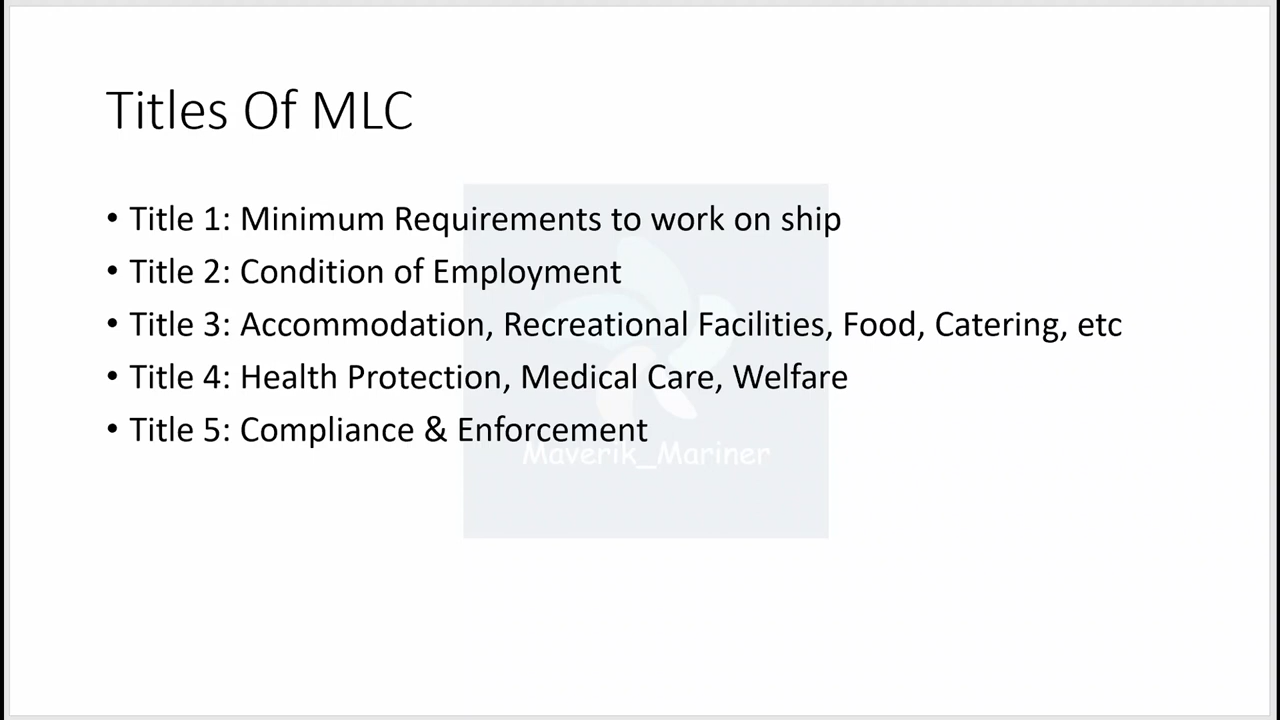 Titles Of MLC
• Title 1: Minimum Requirements to work on ship
• Title 2: Condition of Employment
• Title 3: Accommodation, Recreational Facilities, Food, Catering, etc
• Title 4: Health Protection, Medical Care, Welfare
• Title 5: Compliance & Enforcement
Maverik_Mariner